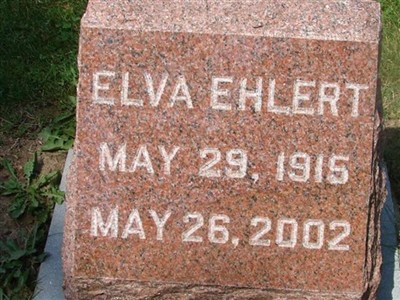 ELVA EHLERT
MAY 29, 1915
MAY 26, 2002